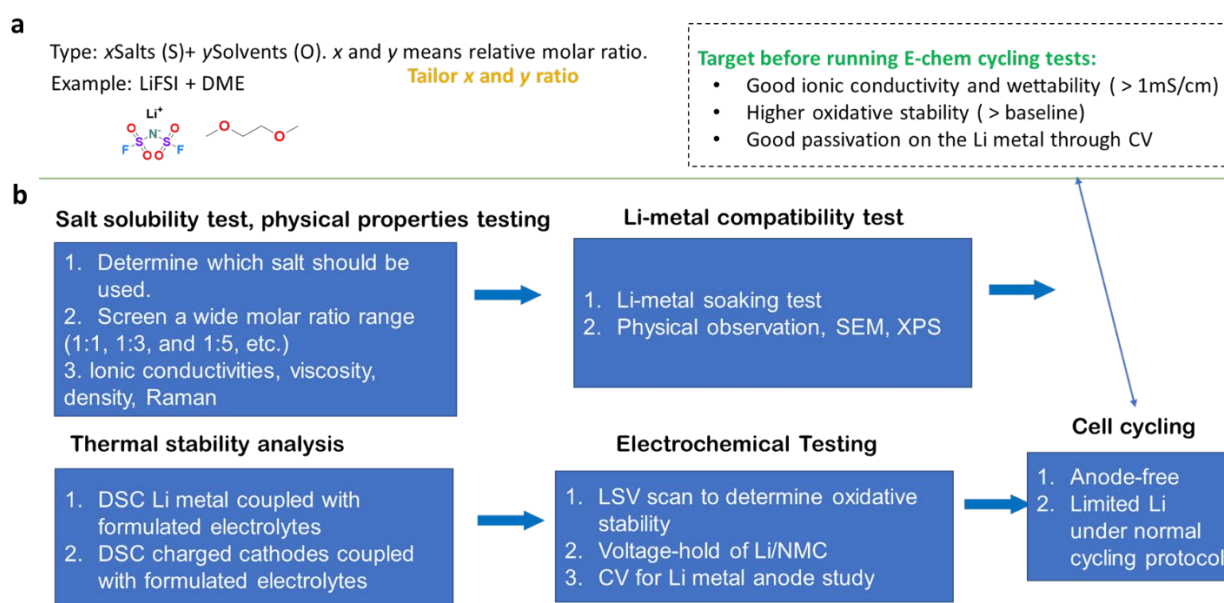 a
Type: xSalts (S)+ ySolvents (O). x and y means relative molar ratio.
Example: LiFSI + DME
Tailor x and y ratio
Li+
O N- O
S S
F O O F
O
O
Target before running E-chem cycling tests:
• Good ionic conductivity and wettability ( > 1mS/cm)
• Higher oxidative stability ( > baseline)
• Good passivation on the Li metal through CV
b
Salt solubility test, physical properties testing
1. Determine which salt should be
used.
2. Screen a wide molar ratio range
(1:1, 1:3, and 1:5, etc.)
3. Ionic conductivities, viscosity,
density, Raman
Li-metal compatibility test
1. Li-metal soaking test
2. Physical observation, SEM, XPS
Thermal stability analysis
1. DSC Li metal coupled with
formulated electrolytes
2. DSC charged cathodes coupled
with formulated electrolytes
Electrochemical Testing
1. LSV scan to determine oxidative
stability
2. Voltage-hold of Li/NMC
3. CV for Li metal anode study
Cell cycling
1. Anode-free
2. Limited Li
under normal
cycling protocol